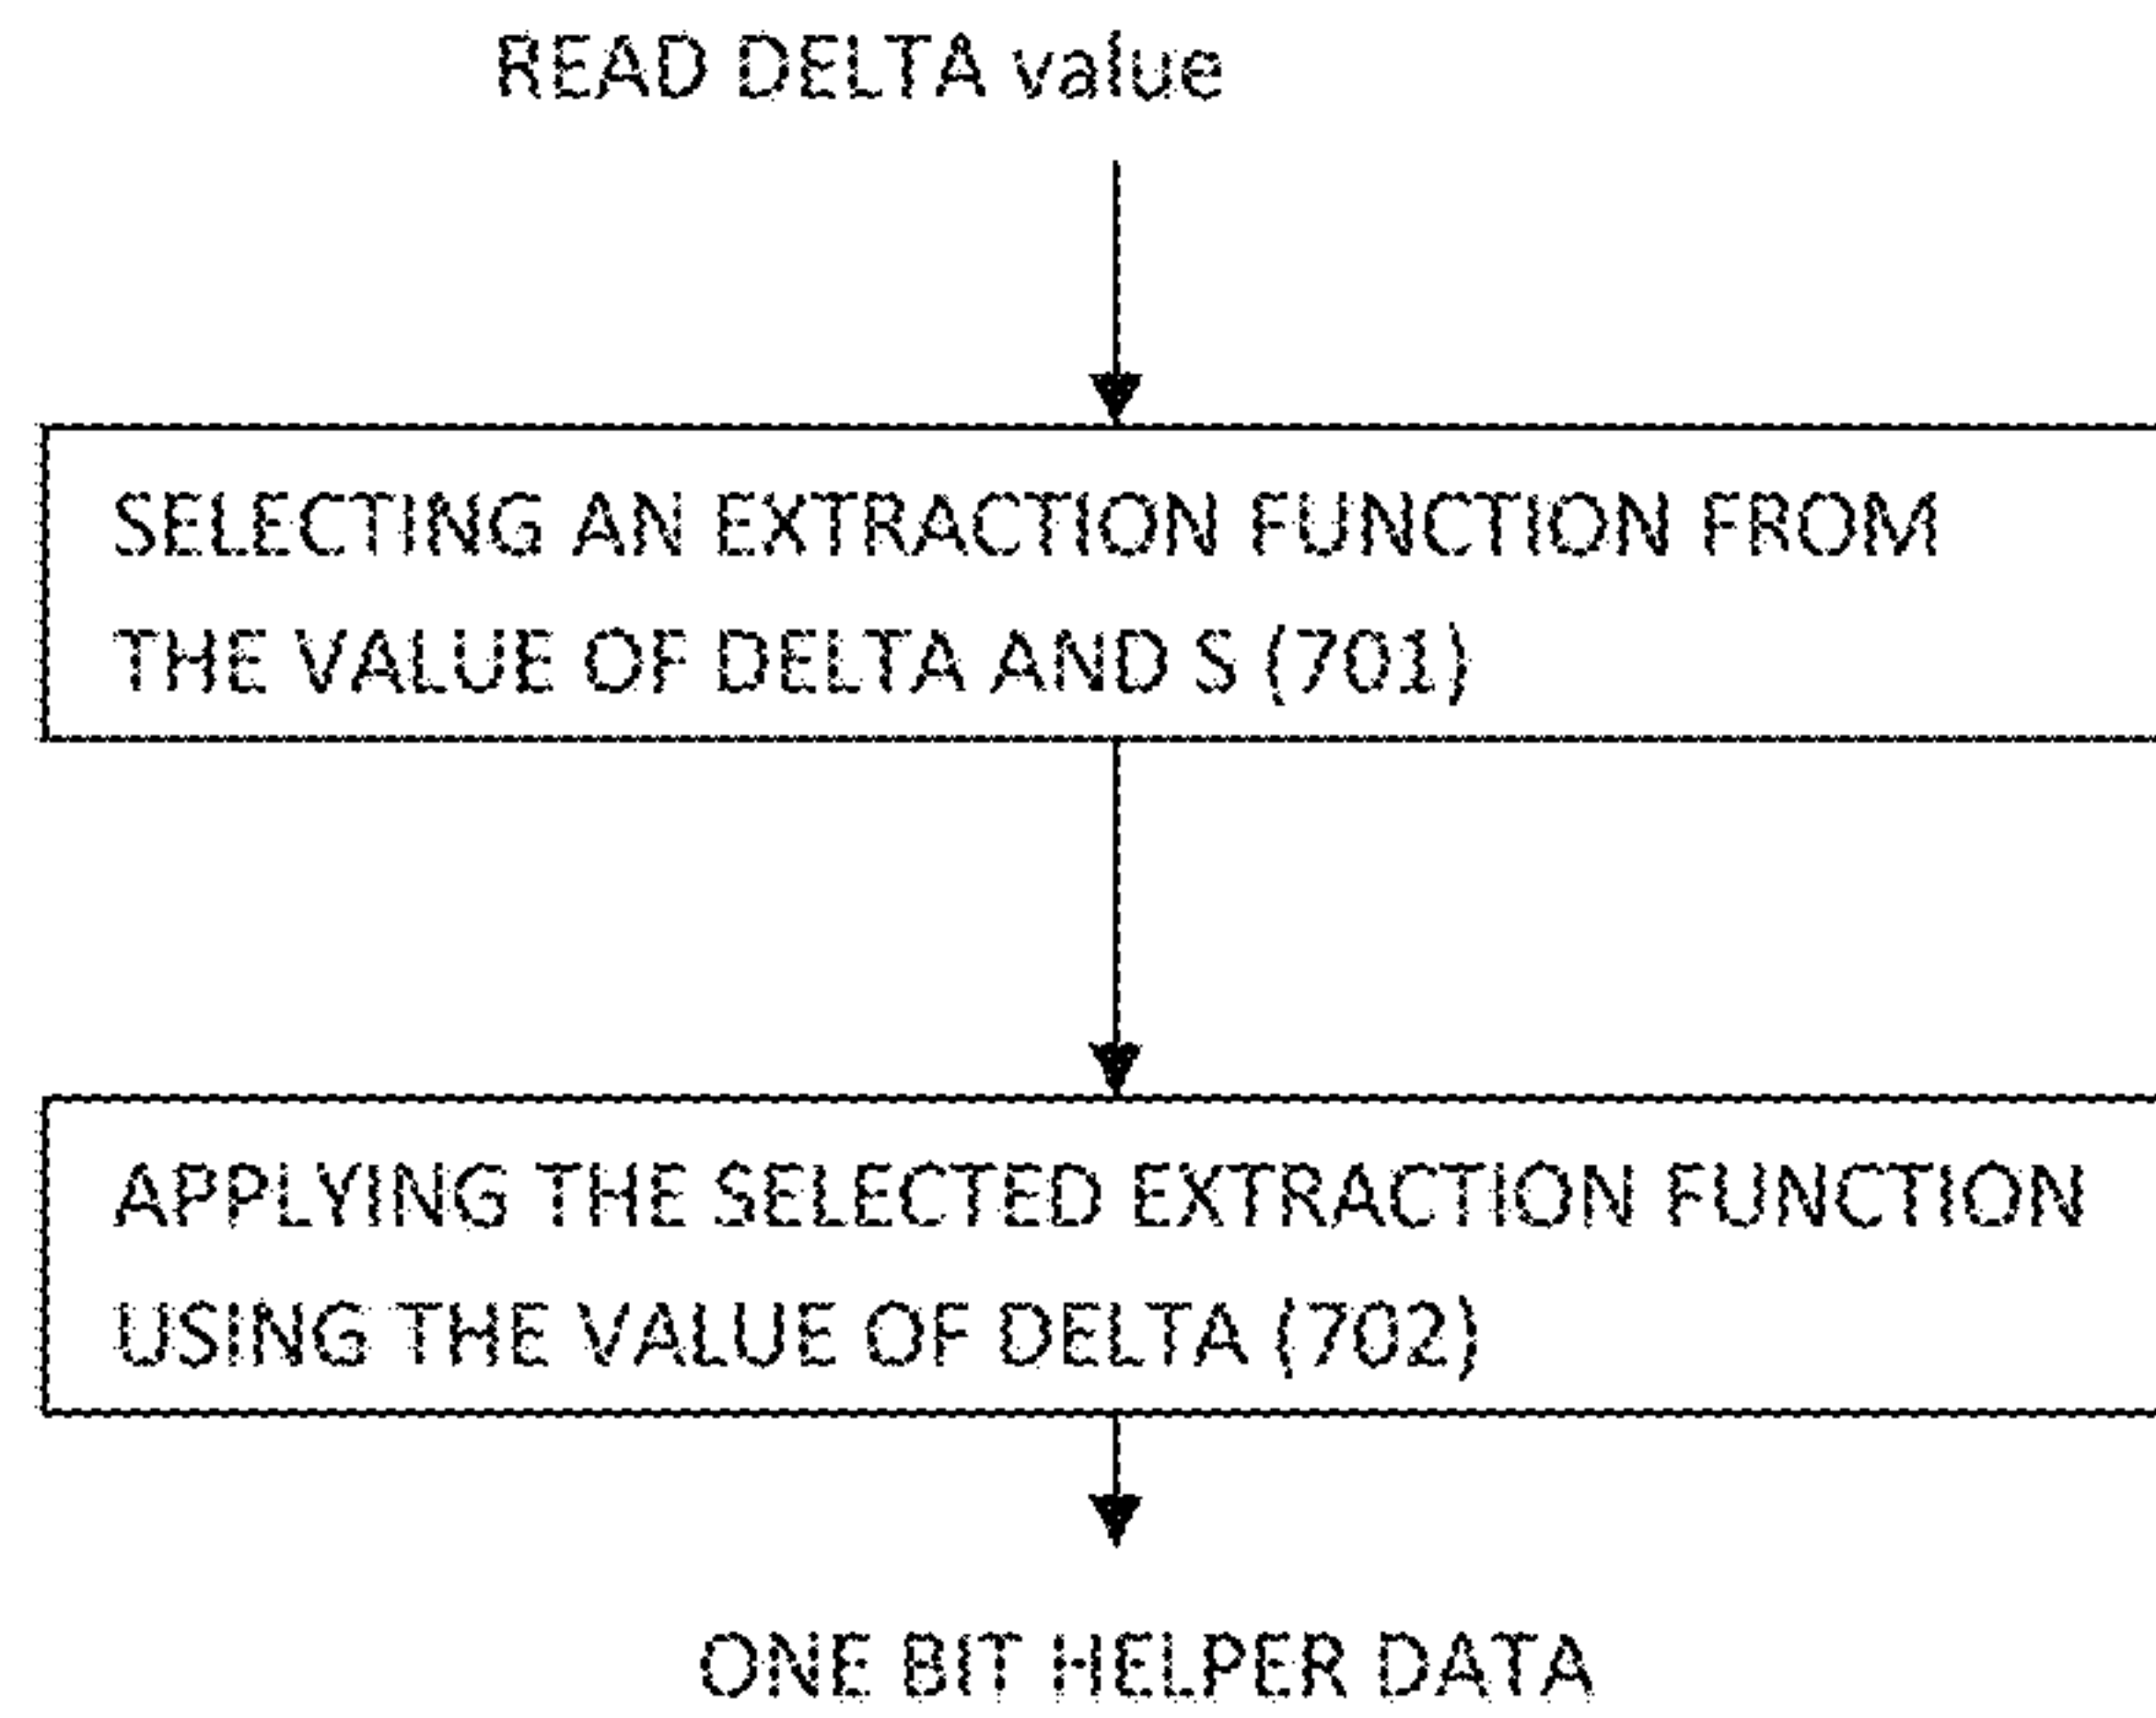 READ DELTA value
SELECTING AN EXTRACTION FUNCTION FROM
THE VALUE OF DELTA AND S (701)
APPLYING THE SELECTED EXTRACTION FUNCTION
USING THE VALUE OF DELTA (702)
ONE BIT HELPER DATA